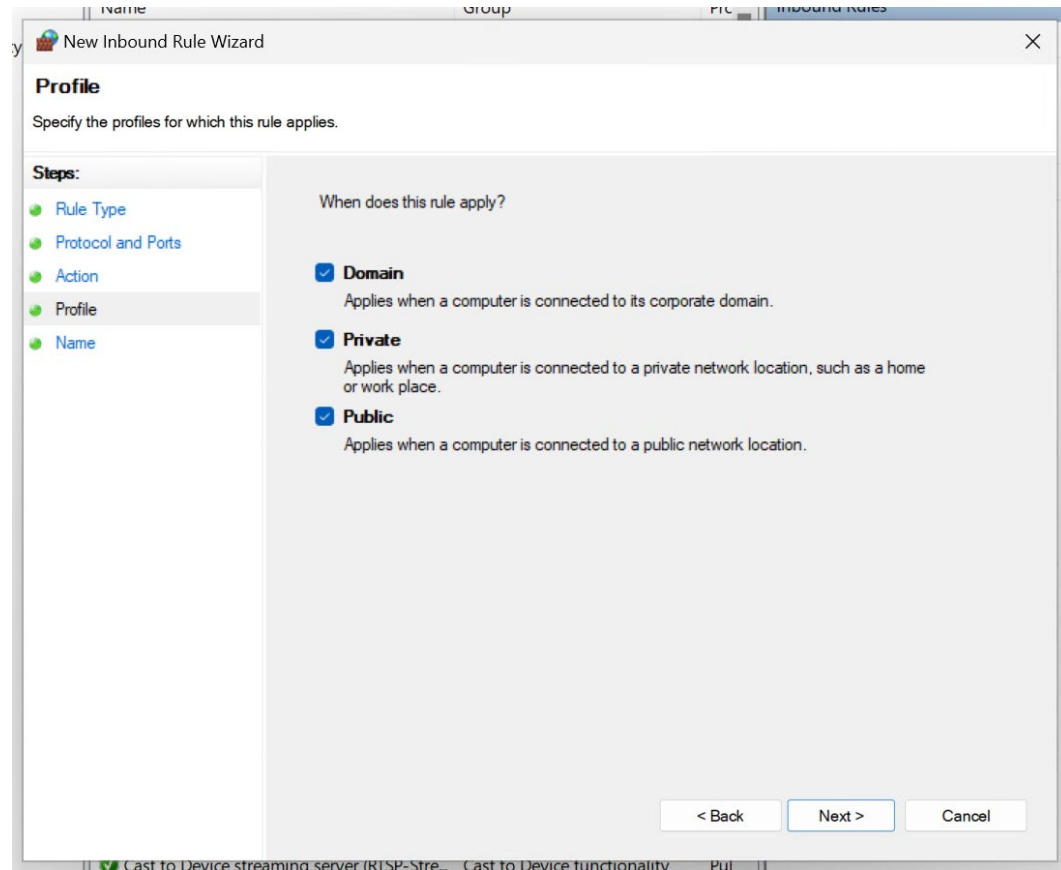 Name Group Inbound Rules
New Inbound Rule Wizard
Profile
Specify the profiles for which this rule applies.
Steps:
Rule Type
Protocol and Ports
Action
Profile
Name
When does this rule apply?
Domain
Applies when a computer is connected to its corporate domain.
Private
Applies when a computer is connected to a private network location, such as a home
or work place.
Public
Applies when a computer is connected to a public network location.
< Back Next > Cancel
Cast to Device streaming server (RTSP-Stre... Cast to Device functionality Pul